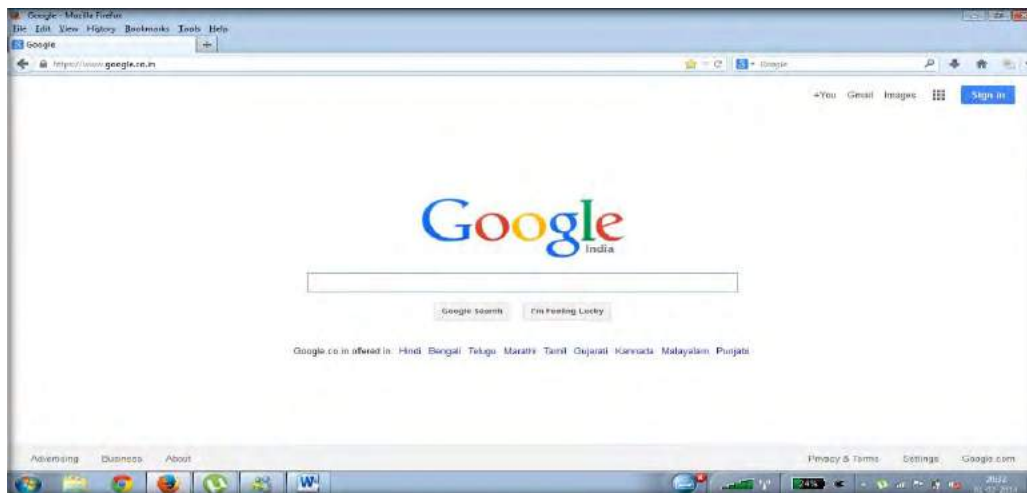 Google - Mozilla Firefox
File Edit View History Bookmarks Tools Help
Google
https://www.google.co.in
Google
+You Gmail Images Sign in
Google
India
Google Search I'm Feeling Lucky
Google.co.in offered in: Hindi Bengali Telugu Marathi Tamil Gujarati Kannada Malayalam Punjabi
Advertising Business About Privacy & Terms Settings Google.com
W
24%